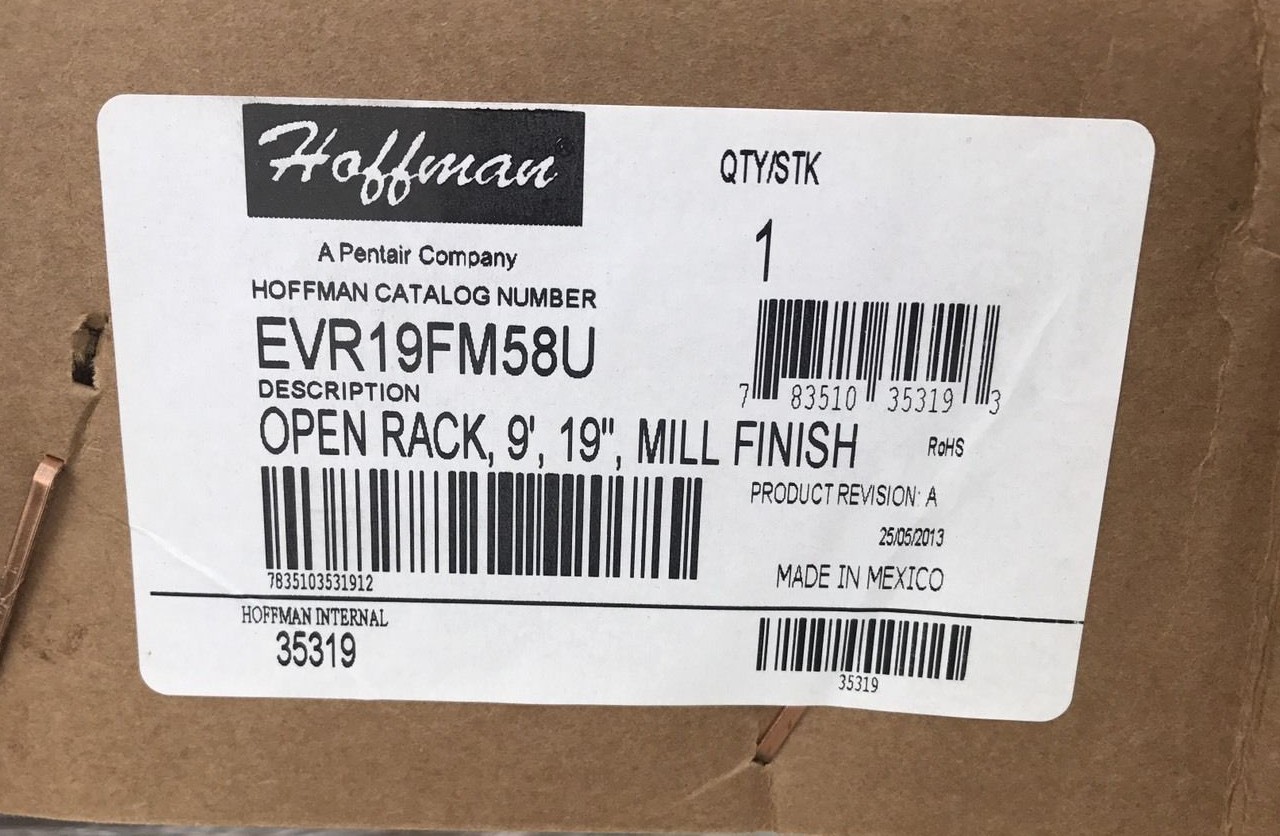 Hoffman
A Pentair Company
HOFFMAN CATALOG NUMBER
EVR19FM58U
DESCRIPTION
OPEN RACK, 9', 19", MILL FINISH
7835103531912
HOFFMAN INTERNAL
35319
QTY/STK
1
7 83510 35319 3
RoHS
PRODUCT REVISION: A
25/05/2013
MADE IN MEXICO
35319